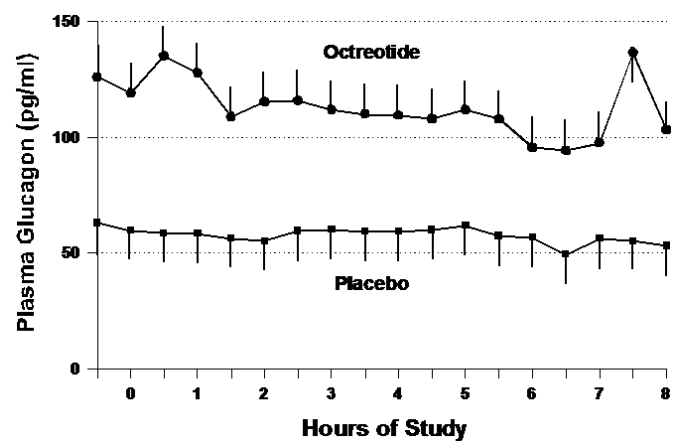 150
Octreotide
100
Plasma Glucagon (pg/ml)
50
Placebo
0
0 1 2 3 4 5 6 7 8
Hours of Study